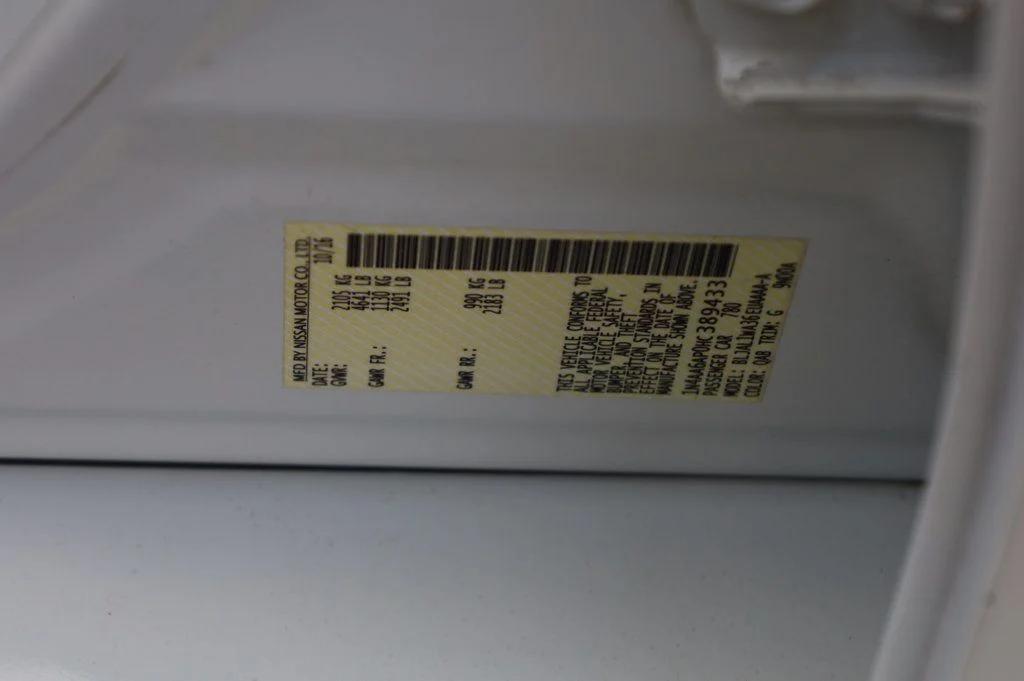 MFD BY NISSAN MOTOR CO., LTD.
DATE: 10/16
GVWR: 2105 KG
4641 LB
GAWR FR.: 1130 KG
2491 LB
GAWR RR.: 990 KG
2183 LB
THIS VEHICLE CONFORMS TO
ALL APPLICABLE FEDERAL
MOTOR VEHICLE SAFETY,
BUMPER, AND THEFT
PREVENTION STANDARDS IN
EFFECT ON THE DATE OF
MANUFACTURE SHOWN ABOVE.
1N4AA6AP0HC389433
PASSENGER CAR 780
MODEL:
COLOR: QAB TRIM: G